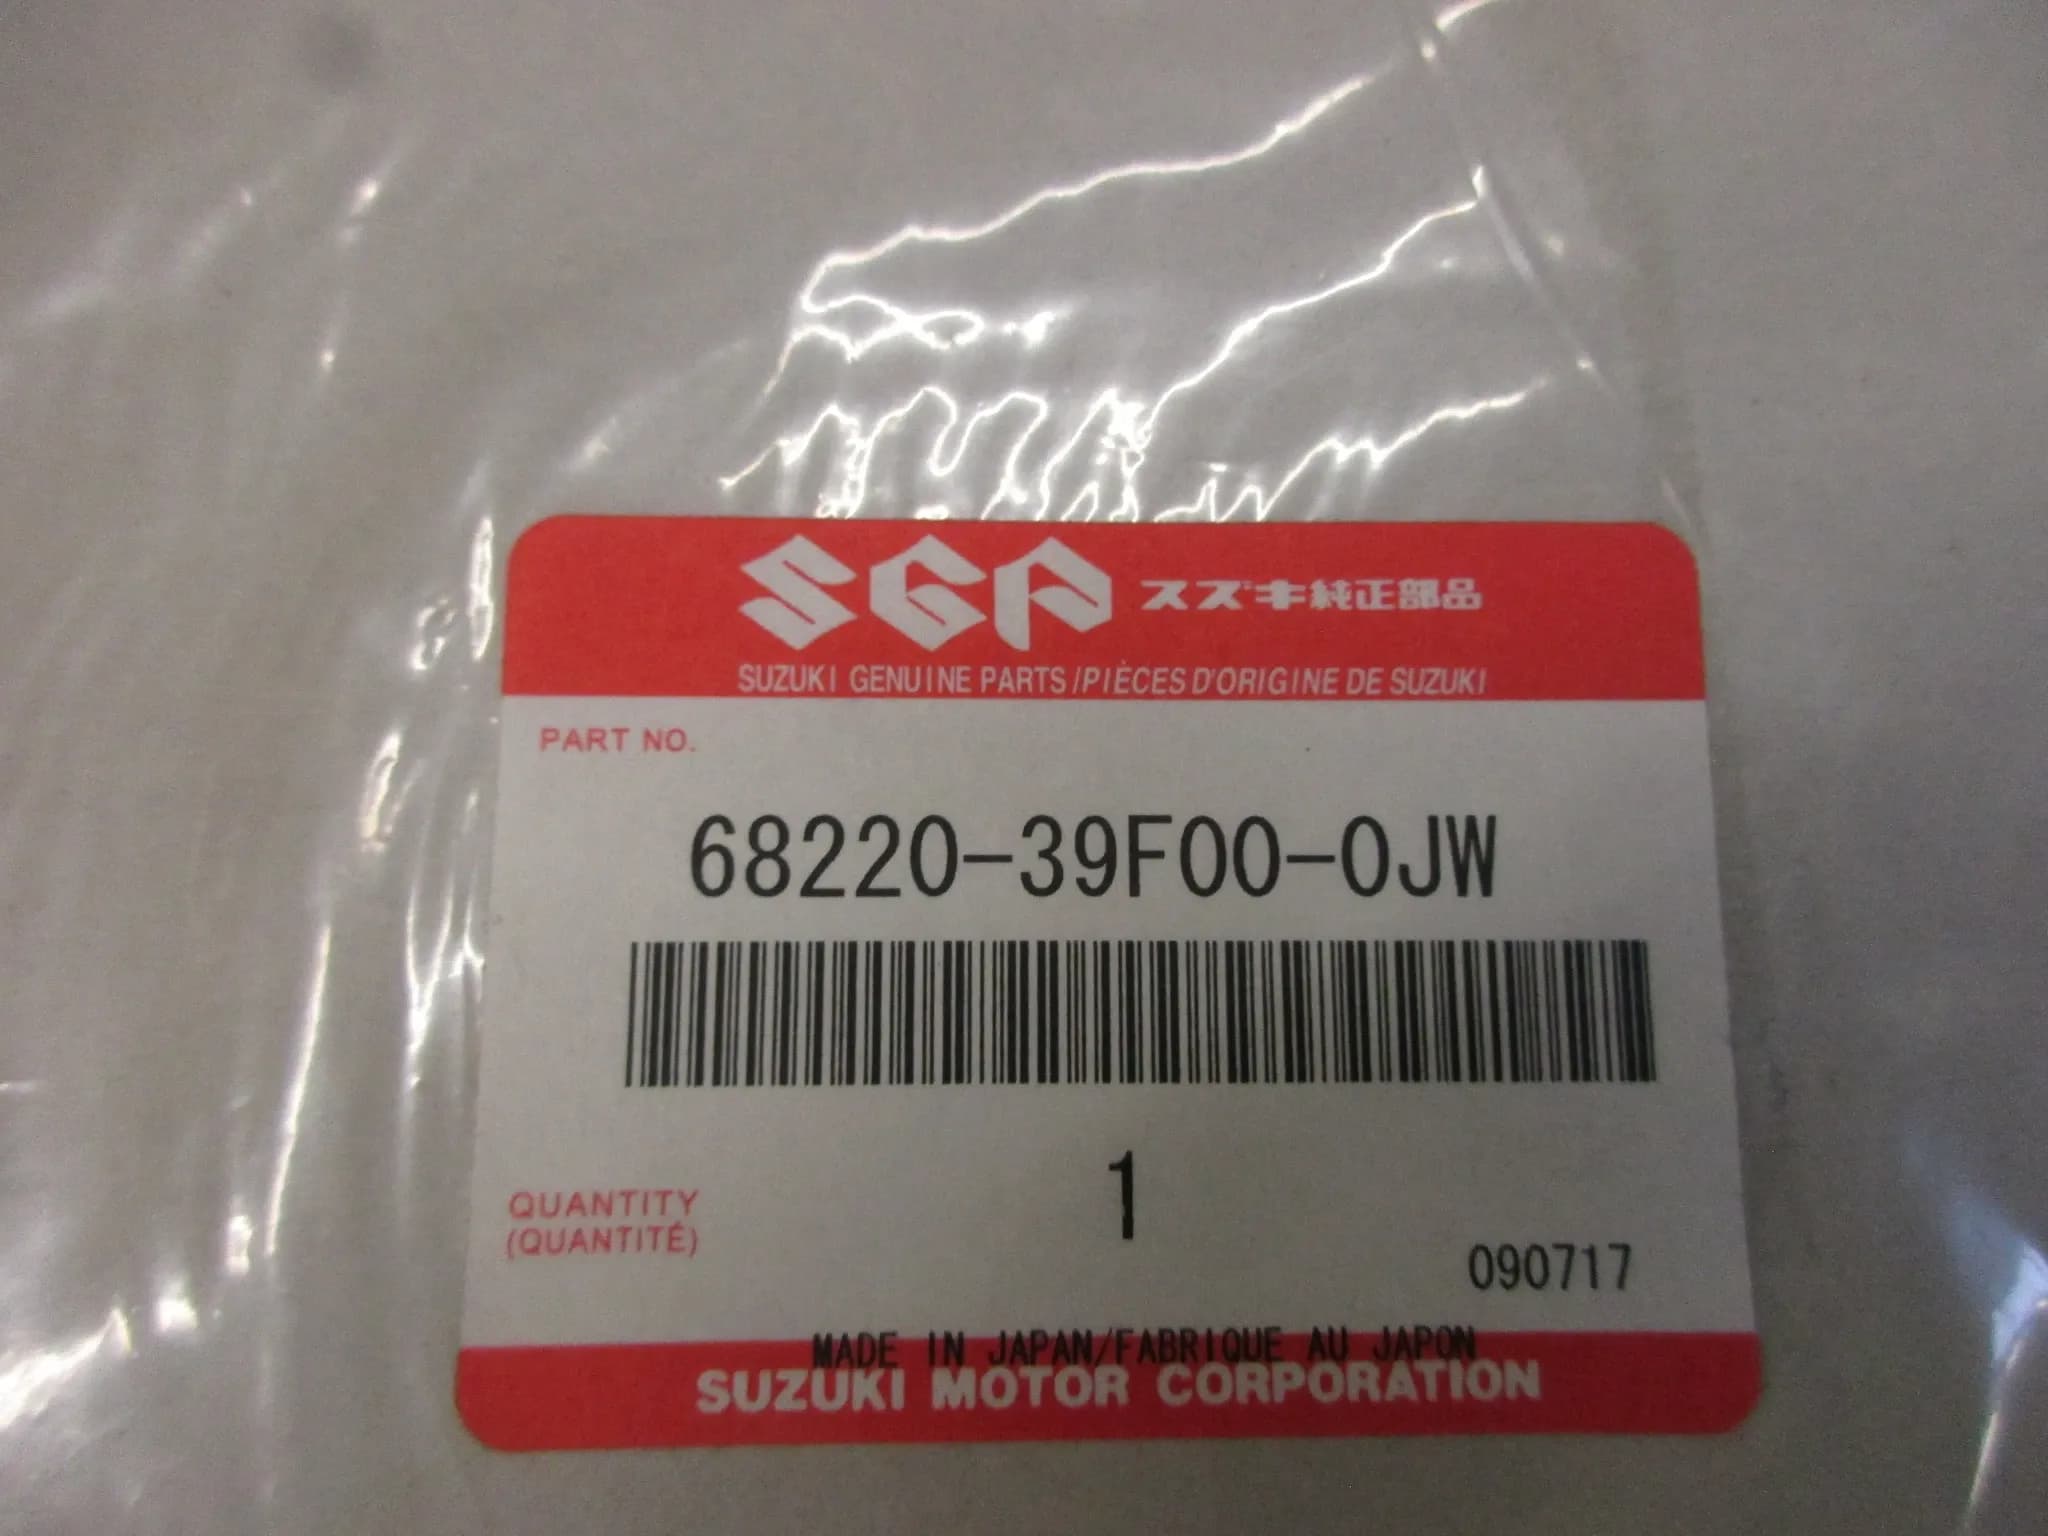 SGP スズキ純正部品
SUZUKI GENUINE PARTS/PIÈCES D'ORIGINE DE SUZUKI
PART NO.
68220-39F00-0JW
1
QUANTITY
(QUANTITÉ)
090717
MADE IN JAPAN/FABRIQUE AU JAPON
SUZUKI MOTOR CORPORATION